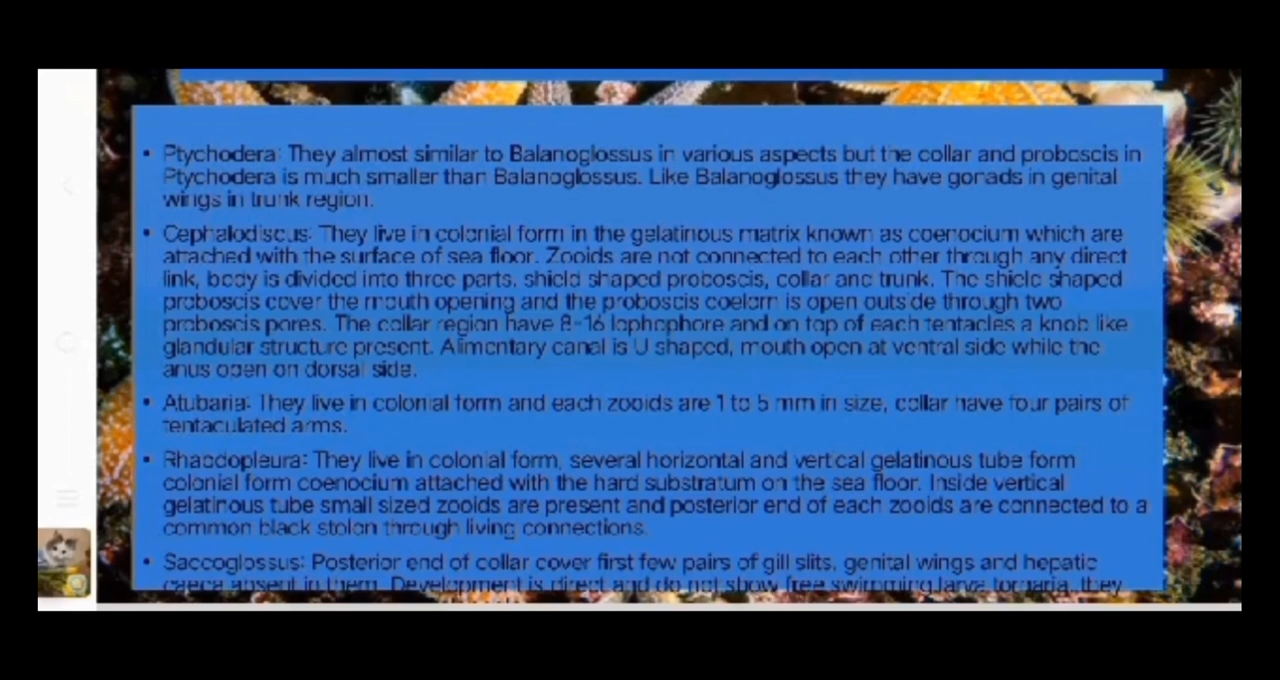 • Ptychodera: They almost similar to Balanoglossus in various aspects but the collar and proboscis in
Ptychodera is much smaller than Balanoglossus. Like Balanoglossus they have gonads in genital
wings in trunk region.
• Cephalodiscus: They live in colonial form in the gelatinous matrix known as coenocium which are
attached with the surface of sea floor. Zooids are not connected to each other through any direct
link, body is divided into three parts, shield shaped proboscis, collar and trunk. The shield shaped
proboscis cover the mouth opening and the proboscis coelom is open outside through two
proboscis pores. The collar region have 8-16 lophophore and on top of each tentacles a knob like
glandular structure present. Alimentary canal is U shaped, mouth open at ventral side while the
anus open on dorsal side.
• Atubaria: They live in colonial form and each zooids are 1 to 5 mm in size, collar have four pairs of
tentaculated arms.
• Rhabdopleura: They live in colonial form, several horizontal and vertical gelatinous tube form
colonial form coenocium attached with the hard substratum on the sea floor. Inside vertical
gelatinous tube small sized zooids are present and posterior end of each zooids are connected to a
common black stolon through living connections.
• Saccoglossus: Posterior end of collar cover first few pairs of gill slits, genital wings and hepatic
caeca absent in them. Development is direct and do not show free swimming larva tornaria, they